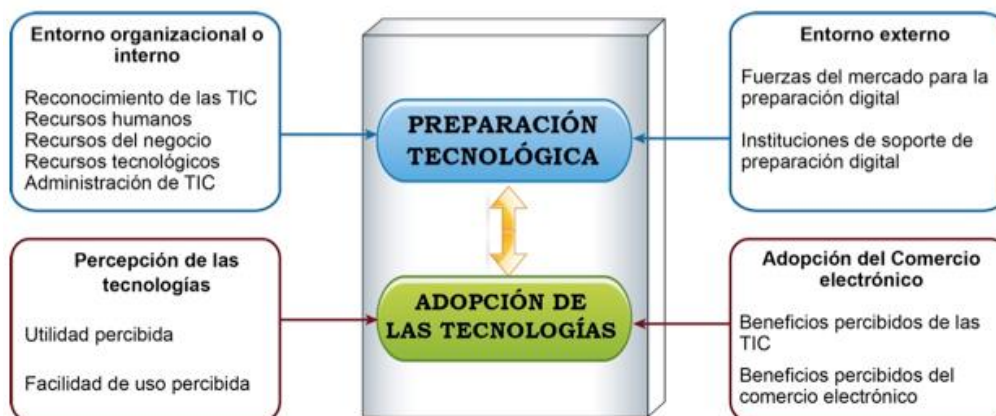 Entorno organizacional o
interno
Reconocimiento de las TIC
Recursos humanos
Recursos del negocio
Recursos tecnológicos
Administración de TIC
PREPARACIÓN
TECNOLÓGICA
Entorno externo
Fuerzas del mercado para la
preparación digital
Instituciones de soporte de
preparación digital
Percepción de las
tecnologías
Utilidad percibida
Facilidad de uso percibida
ADOPCIÓN DE
LAS TECNOLOGÍAS
Adopción del Comercio
electrónico
Beneficios percibidos de las
TIC
Beneficios percibidos del
comercio electrónico